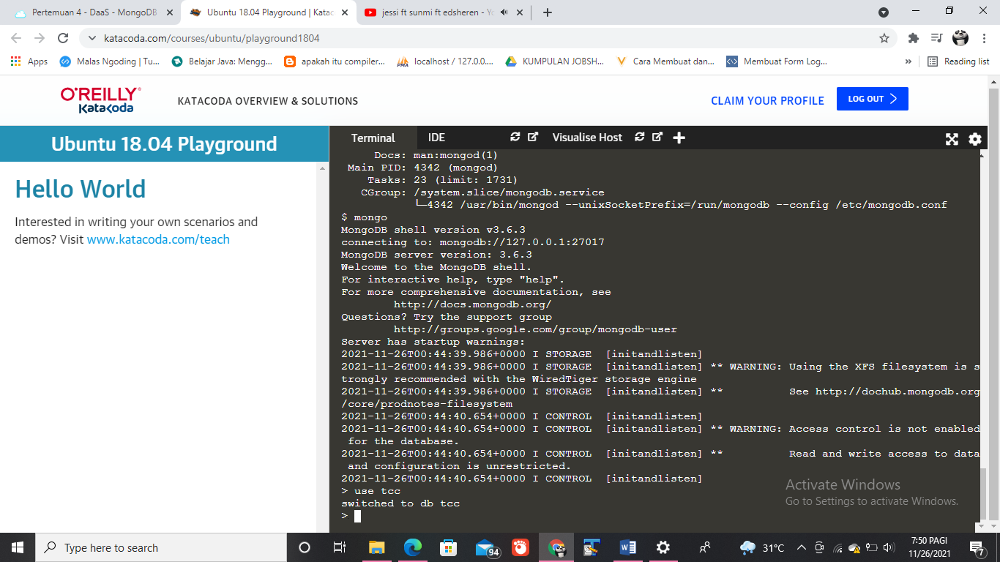 Pertemuan 4 - DaaS - MongoDB
Ubuntu 18.04 Playground | Katac
jessi ft sunmi ft edsheren - Yo
katacoda.com/courses/ubuntu/playground1804
Apps
Malas Ngoding | Tu...
Belajar Java: Mengg...
apakah itu compiler...
localhost / 127.0.0....
KUMPULAN JOBSH...
Cara Membuat dan...
Membuat Form Log...
»
Reading list
O'REILLY
Katacoda
KATACODA OVERVIEW & SOLUTIONS
CLAIM YOUR PROFILE
LOG OUT
Ubuntu 18.04 Playground
Hello World
Interested in writing your own scenarios and
demos? Visit www.katacoda.com/teach
Terminal
IDE
Visualise Host
Docs: man:mongod(1)
Main PID: 4342 (mongod)
Tasks: 23 (limit: 1731)
CGroup: /system.slice/mongodb.service
└─4342 /usr/bin/mongod --unixSocketPrefix=/run/mongodb --config /etc/mongodb.conf
$ mongo
MongoDB shell version v3.6.3
connecting to: mongodb://127.0.0.1:27017
MongoDB server version: 3.6.3
Welcome to the MongoDB shell.
For interactive help, type "help".
For more comprehensive documentation, see
http://docs.mongodb.org/
Questions? Try the support group
http://groups.google.com/group/mongodb-user
Server has startup warnings:
2021-11-26T00:44:39.986+0000 I STORAGE  [initandlisten]
2021-11-26T00:44:39.986+0000 I STORAGE  [initandlisten] ** WARNING: Using the XFS filesystem is s
trongly recommended with the WiredTiger storage engine
2021-11-26T00:44:39.986+0000 I STORAGE  [initandlisten] **          See http://dochub.mongodb.org
/core/prodnotes-filesystem
2021-11-26T00:44:40.654+0000 I CONTROL  [initandlisten]
2021-11-26T00:44:40.654+0000 I CONTROL  [initandlisten] ** WARNING: Access control is not enabled
for the database.
2021-11-26T00:44:40.654+0000 I CONTROL  [initandlisten] **          Read and write access to data
and configuration is unrestricted.
2021-11-26T00:44:40.654+0000 I CONTROL  [initandlisten]
> use tcc
switched to db tcc
>
Activate Windows
Go to Settings to activate Windows.
Type here to search
94
31°C
7:50 PAGI
11/26/2021
7